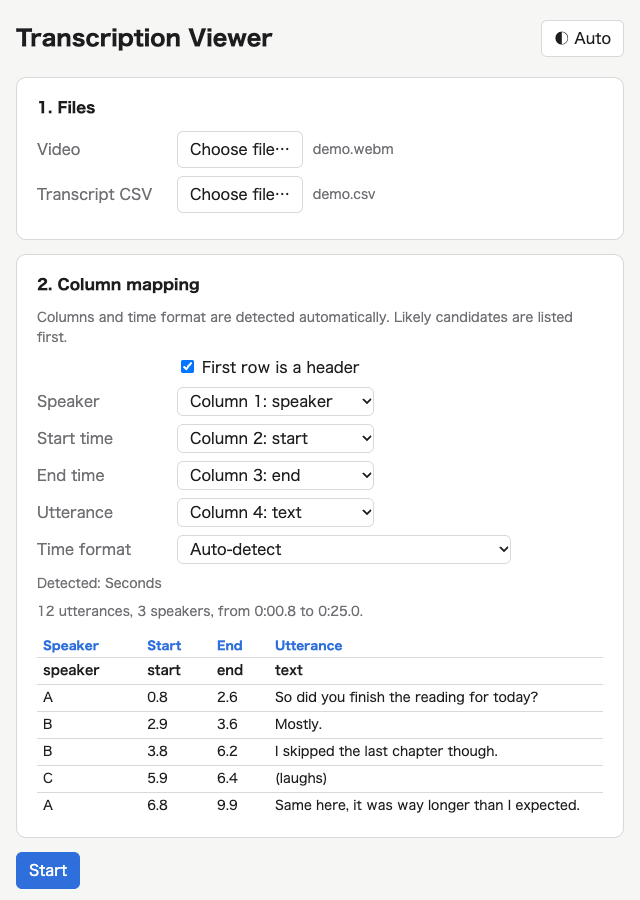 Transcription Viewer
Auto
1. Files
Video Choose file… demo.webm
Transcript CSV Choose file… demo.csv
2. Column mapping
Columns and time format are detected automatically. Likely candidates are listed
first.
First row is a header
Speaker Column 1: speaker
Start time Column 2: start
End time Column 3: end
Utterance Column 4: text
Time format Auto-detect
Detected: Seconds
12 utterances, 3 speakers, from 0:00.8 to 0:25.0.
Speaker Start End Utterance
speaker start end text
A 0.8 2.6 So did you finish the reading for today?
B 2.9 3.6 Mostly.
B 3.8 6.2 I skipped the last chapter though.
C 5.9 6.4 (laughs)
A 6.8 9.9 Same here, it was way longer than I expected.
Start